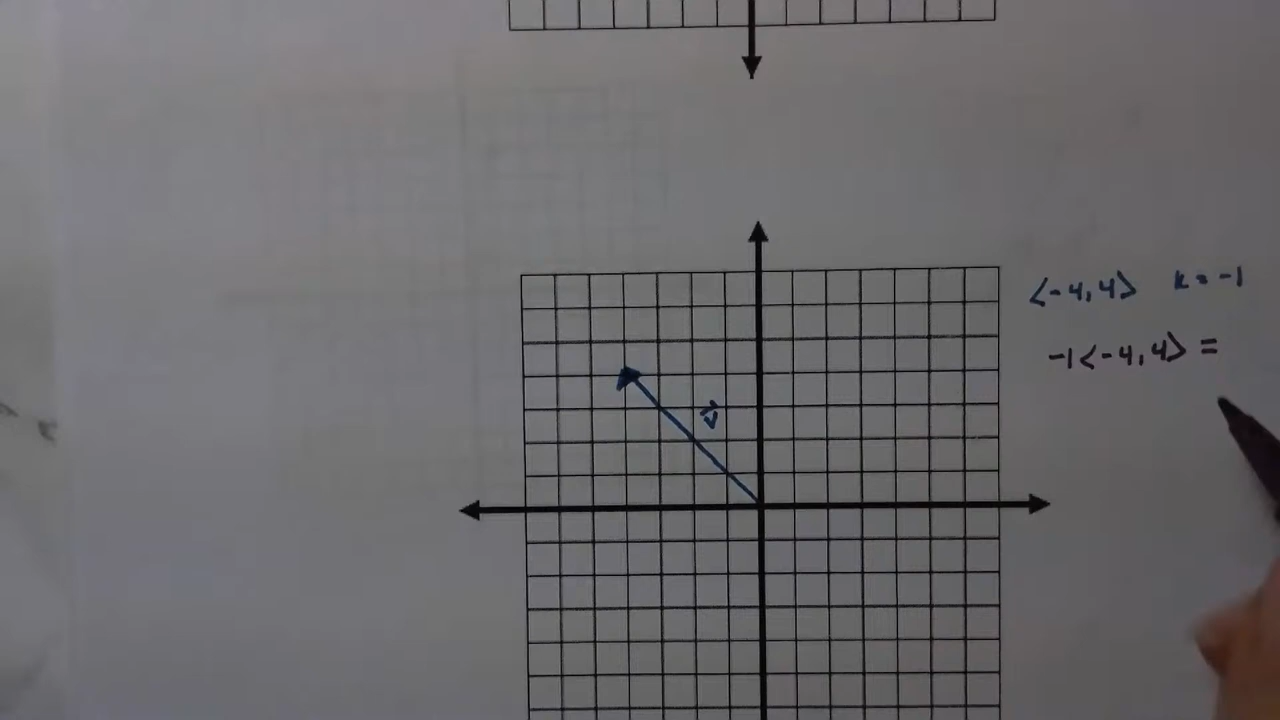 <-4,4> k=-1
-1<-4,4> =
v⃗